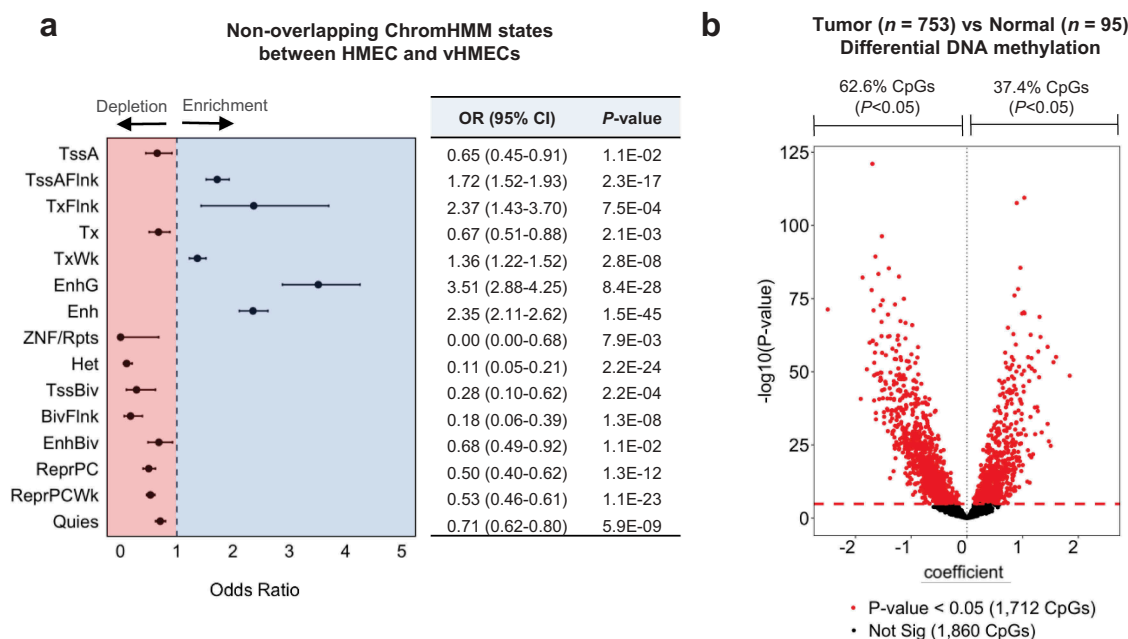 a
Non-overlapping ChromHMM states
between HMEC and vHMECs
Depletion
Enrichment
OR (95% CI)
P-value
TssA
0.65 (0.45-0.91)
1.1E-02
TssAFlnk
1.72 (1.52-1.93)
2.3E-17
TxFlnk
2.37 (1.43-3.70)
7.5E-04
Tx
0.67 (0.51-0.88)
2.1E-03
TxWk
1.36 (1.22-1.52)
2.8E-08
EnhG
3.51 (2.88-4.25)
8.4E-28
Enh
2.35 (2.11-2.62)
1.5E-45
ZNF/Rpts
0.00 (0.00-0.68)
7.9E-03
Het
0.11 (0.05-0.21)
2.2E-24
TssBiv
0.28 (0.10-0.62)
2.2E-04
BivFlnk
0.18 (0.06-0.39)
1.3E-08
EnhBiv
0.68 (0.49-0.92)
1.1E-02
ReprPC
0.50 (0.40-0.62)
1.3E-12
ReprPCWk
0.53 (0.46-0.61)
1.1E-23
Quies
0.71 (0.62-0.80)
5.9E-09
0 1 2 3 4 5
Odds Ratio
b
Tumor (n = 753) vs Normal (n = 95)
Differential DNA methylation
62.6% CpGs
(P<0.05)
37.4% CpGs
(P<0.05)
125
100
75
50
25
0
-log10(P-value)
-2 -1 0 1 2
coefficient
P-value < 0.05 (1,712 CpGs)
Not Sig (1,860 CpGs)